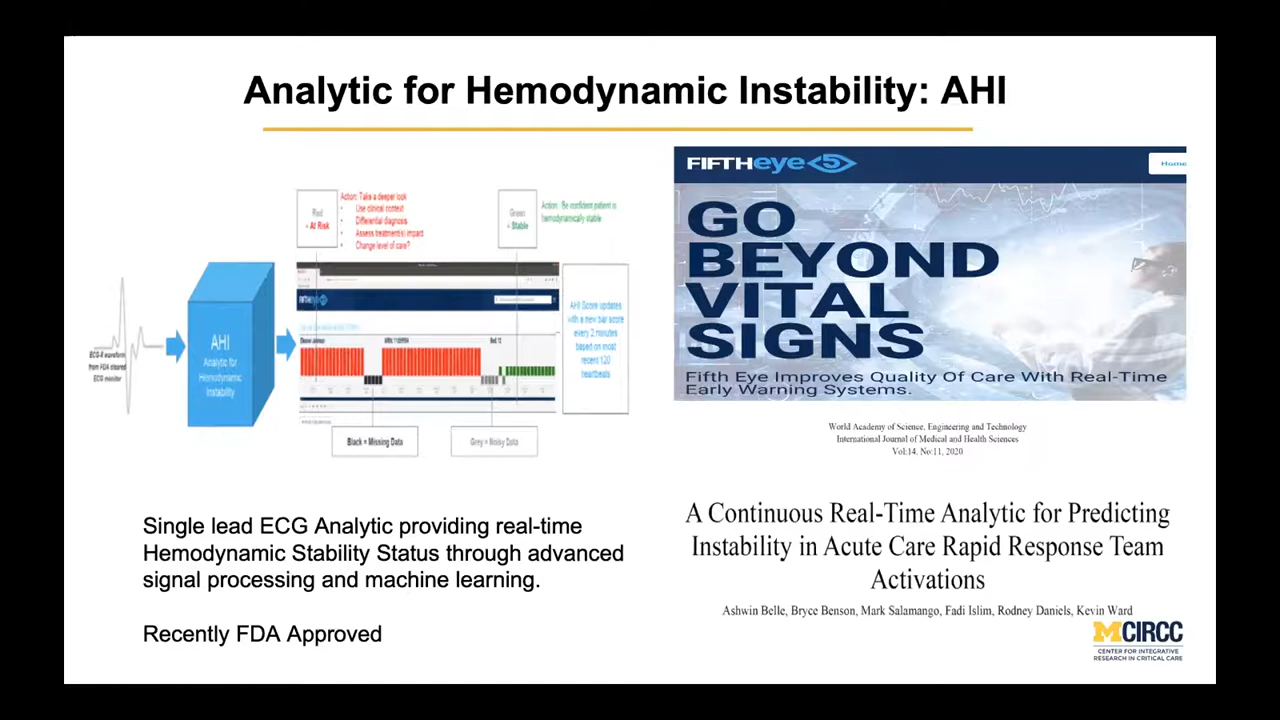 Analytic for Hemodynamic Instability: AHI
Red
= At Risk
Action: Take a deeper look
• Use clinical context
• Differential diagnosis
• Assess treatment(s) impact
• Change level of care?
Green
= Stable
Action: Be confident patient is
hemodynamically stable
ECG-II waveform
from FDA cleared
ECG monitor
AHI
Analytic for
Hemodynamic
Instability
FIFTHeye
Eleanor Johnson
Bed: 12
AHI Score updates
with a new bar score
every 2 minutes
based on most
recent 120
heartbeats
Black = Missing Data
Grey = Noisy Data
Single lead ECG Analytic providing real-time
Hemodynamic Stability Status through advanced
signal processing and machine learning.
Recently FDA Approved
FIFTHeye 5
Home
GO
BEYOND
VITAL
SIGNS
Fifth Eye Improves Quality Of Care With Real-Time
Early Warning Systems.
World Academy of Science, Engineering and Technology
International Journal of Medical and Health Sciences
Vol:14, No:11, 2020
A Continuous Real-Time Analytic for Predicting
Instability in Acute Care Rapid Response Team
Activations
Ashwin Belle, Bryce Benson, Mark Salamango, Fadi Islim, Rodney Daniels, Kevin Ward
MCIRCC
CENTER FOR INTEGRATIVE
RESEARCH IN CRITICAL CARE